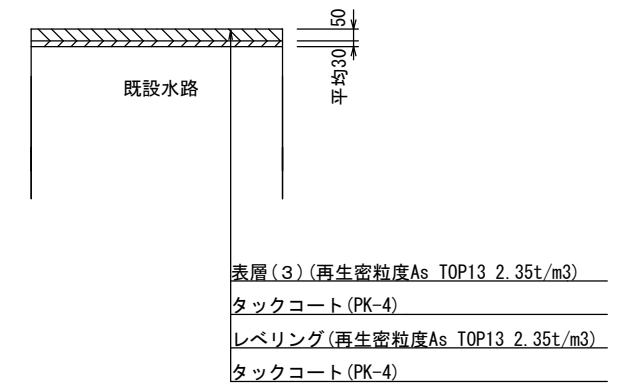 50
平均30
既設水路
表層(3)(再生密粒度As TOP13 2.35t/m3)
タックコート(PK-4)
レベリング(再生密粒度As TOP13 2.35t/m3)
タックコート(PK-4)